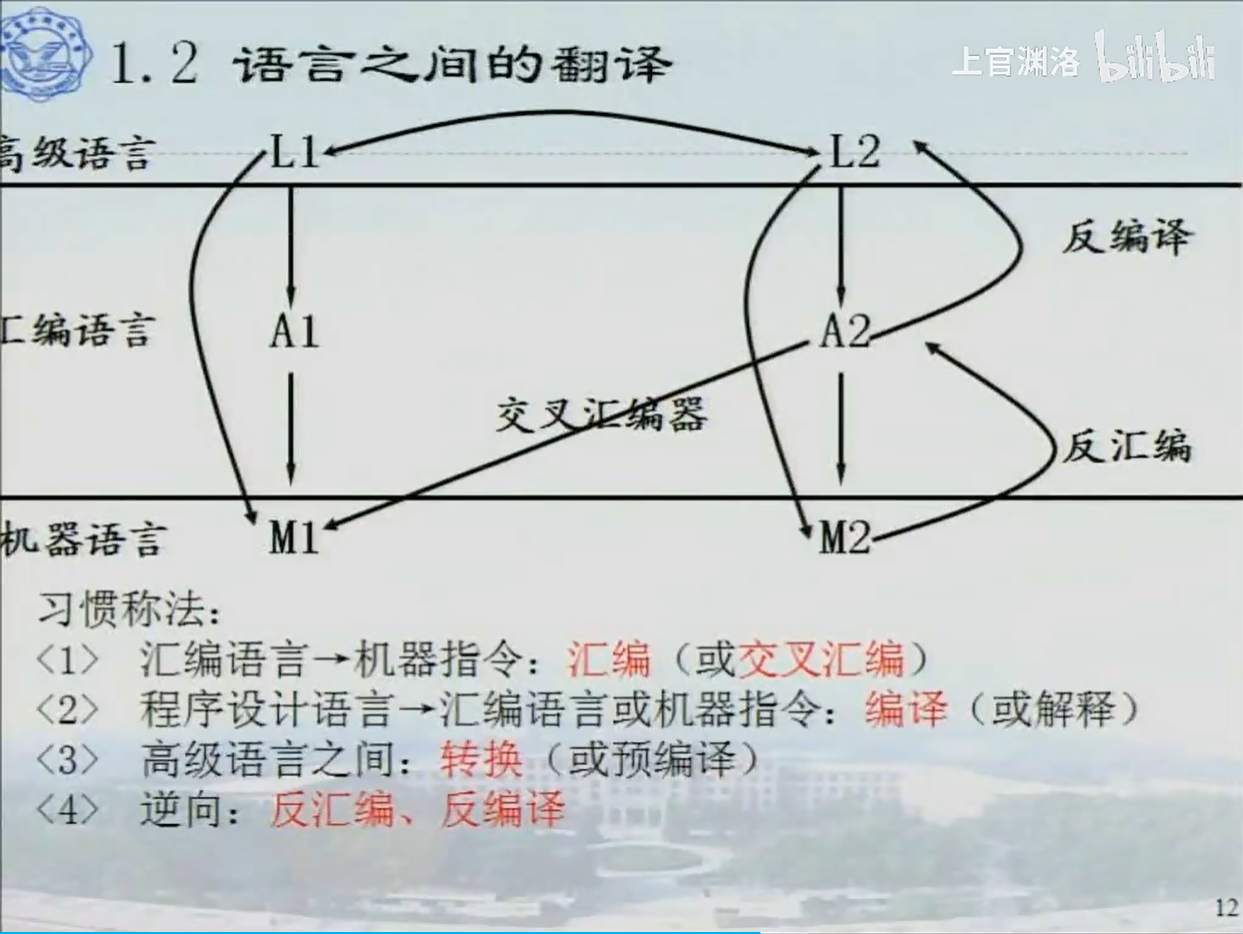 1.2 语言之间的翻译
上官渊洛 bilibili
高级语言 L1 L2
反编译
汇编语言 A1 A2
交叉汇编器
反汇编
机器语言 M1 M2
习惯称法:
<1> 汇编语言→机器指令: 汇编(或交叉汇编)
<2> 程序设计语言→汇编语言或机器指令: 编译(或解释)
<3> 高级语言之间: 转换(或预编译)
<4> 逆向: 反汇编、反编译
12